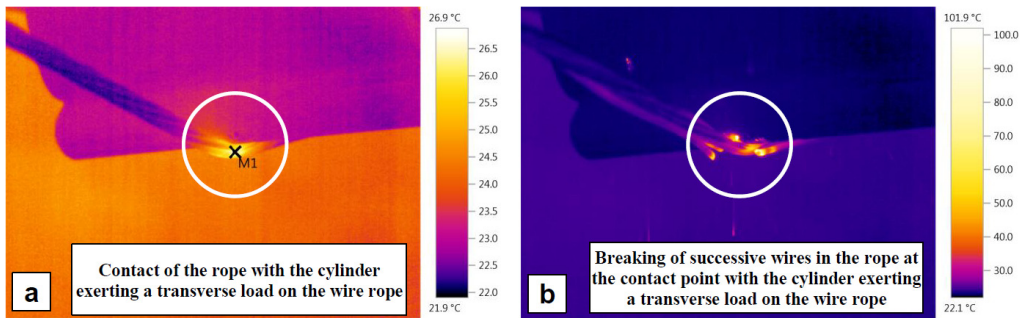 26.9 °C
26.5
26.0
25.5
25.0
24.5
24.0
23.5
23.0
22.5
22.0
21.9 °C
M1
a
Contact of the rope with the cylinder
exerting a transverse load on the wire rope
101.9 °C
100.0
90.0
80.0
70.0
60.0
50.0
40.0
30.0
22.1 °C
b
Breaking of successive wires in the rope at
the contact point with the cylinder exerting
a transverse load on the wire rope